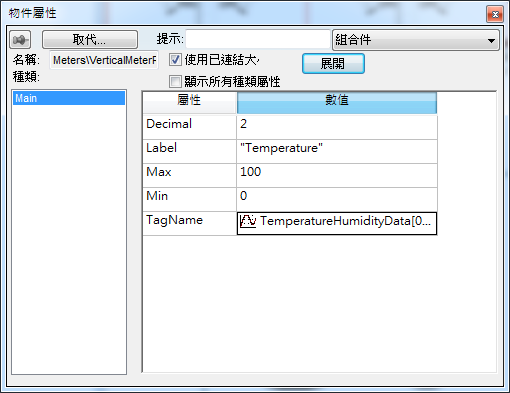 物件屬性
取代...
提示:
組合件
名稱:
Meters\VerticalMeterF
使用已連結大,
展開
種類:
顯示所有種類屬性
Main
屬性 數值
Decimal 2
Label "Temperature"
Max 100
Min 0
TagName TemperatureHumidityData[0...